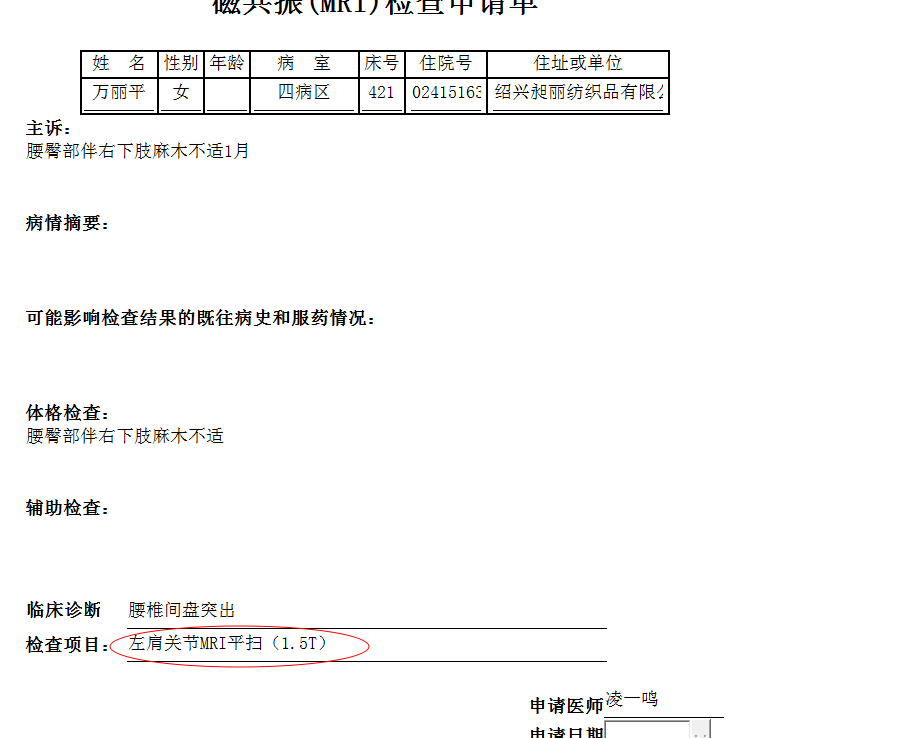 磁共振(MRI)检查申请单
姓 名 性别 年龄 病 室 床号 住院号 住址或单位
万丽平 女 四病区 421 02415163 绍兴昶丽纺织品有限公
主诉：
腰臀部伴右下肢麻木不适1月
病情摘要：
可能影响检查结果的既往病史和服药情况：
体格检查：
腰臀部伴右下肢麻木不适
辅助检查：
临床诊断 腰椎间盘突出
检查项目： 左肩关节MRI平扫（1.5T）
申请医师 凌一鸣
申请日期